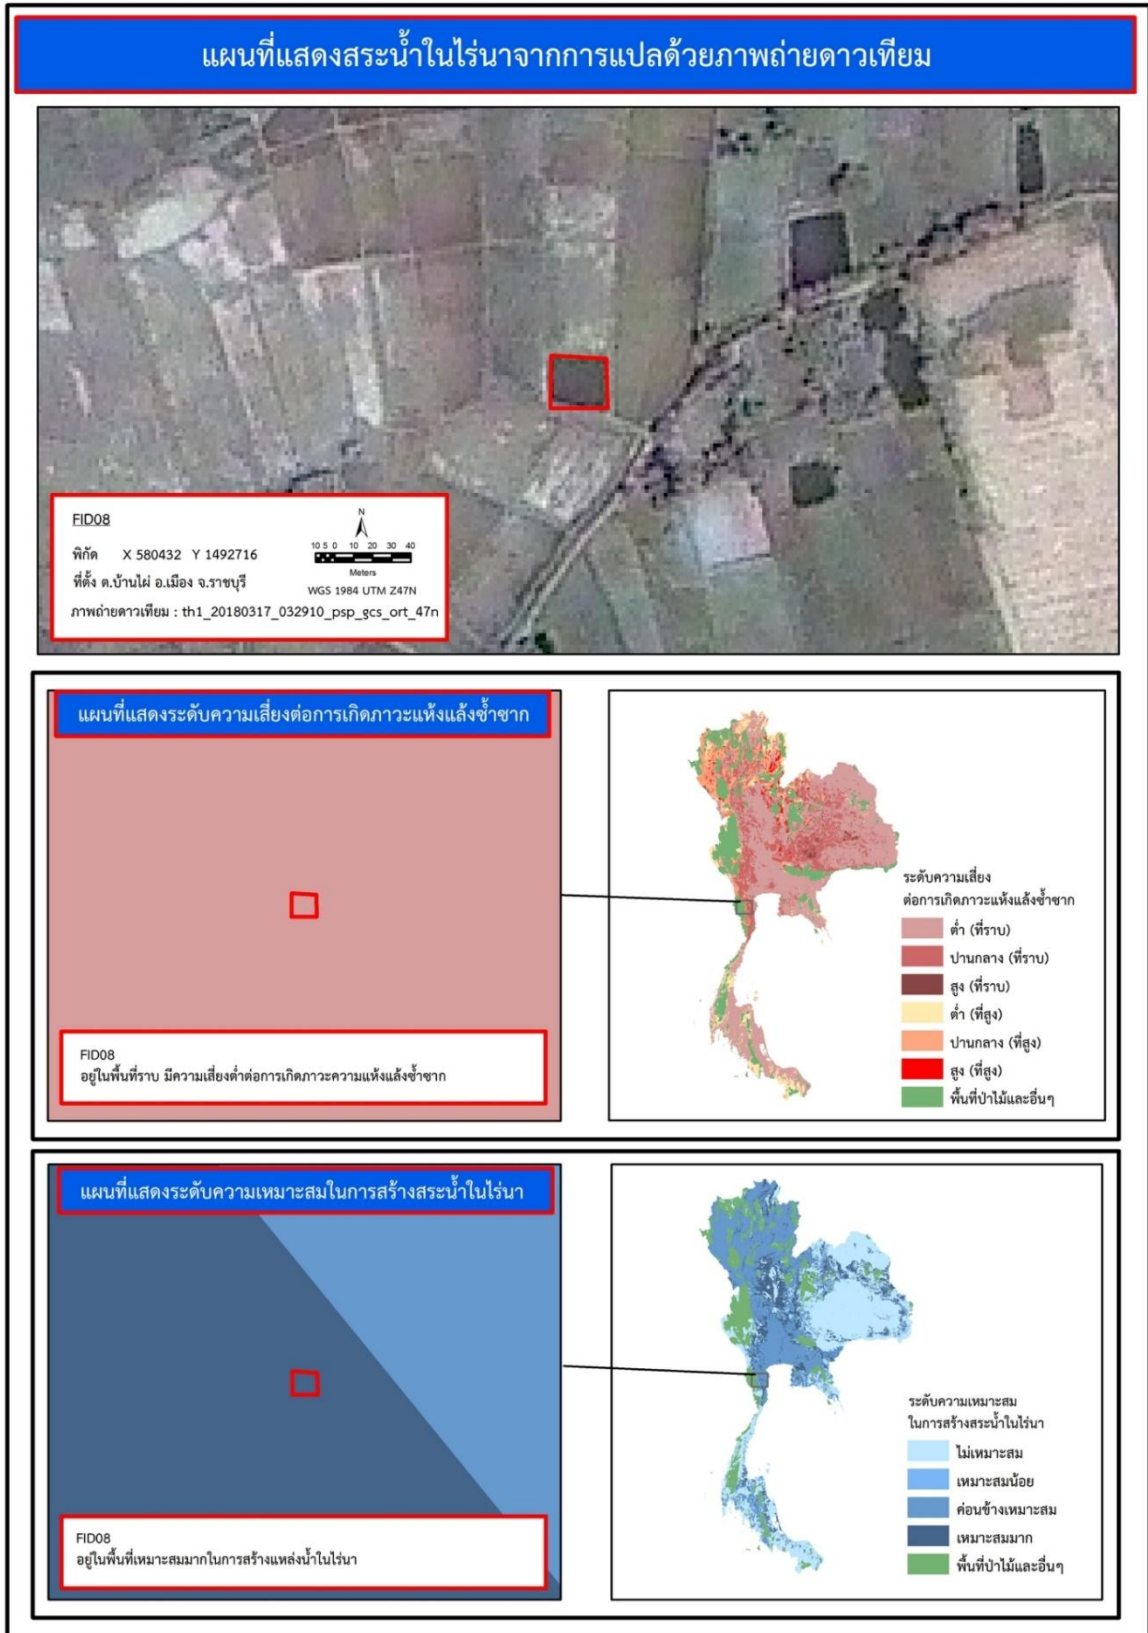 แผนที่แสดงสระน้ำในไร่นาจากการแปลด้วยภาพถ่ายดาวเทียม
FID08
พิกัด X 580432 Y 1492716
ที่ตั้ง ต.บ้านไผ่ อ.เมือง จ.ราชบุรี
ภาพถ่ายดาวเทียม : th1_20180317_032910_psp_gcs_ort_47n
N
10 5 0 10 20 30 40
Meters
WGS 1984 UTM Z47N
แผนที่แสดงระดับความเสี่ยงต่อการเกิดภาวะแห้งแล้งซ้ำซาก
FID08
อยู่ในพื้นที่ราบ มีความเสี่ยงต่ำต่อการเกิดภาวะความแห้งแล้งซ้ำซาก
ระดับความเสี่ยง
ต่อการเกิดภาวะแห้งแล้งซ้ำซาก
ต่ำ (ที่ราบ)
ปานกลาง (ที่ราบ)
สูง (ที่ราบ)
ต่ำ (ที่สูง)
ปานกลาง (ที่สูง)
สูง (ที่สูง)
พื้นที่ป่าไม้และอื่นๆ
แผนที่แสดงระดับความเหมาะสมในการสร้างสระน้ำในไร่นา
FID08
อยู่ในพื้นที่เหมาะสมมากในการสร้างแหล่งน้ำในไร่นา
ระดับความเหมาะสม
ในการสร้างสระน้ำในไร่นา
ไม่เหมาะสม
เหมาะสมน้อย
ค่อนข้างเหมาะสม
เหมาะสมมาก
พื้นที่ป่าไม้และอื่นๆ